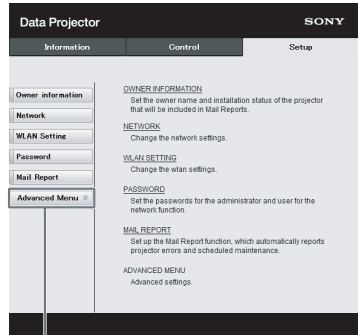 Data Projector
SONY
Information
Control
Setup
Owner information
Network
WLAN Setting
Password
Mail Report
Advanced Menu
OWNER INFORMATION
Set the owner name and installation status of the projector
that will be included in Mail Reports.
NETWORK
Change the network settings.
WLAN SETTING
Change the wlan settings.
PASSWORD
Set the passwords for the administrator and user for the
network function.
MAIL REPORT
Set up the Mail Report function, which automatically reports
projector errors and scheduled maintenance.
ADVANCED MENU
Advanced settings.